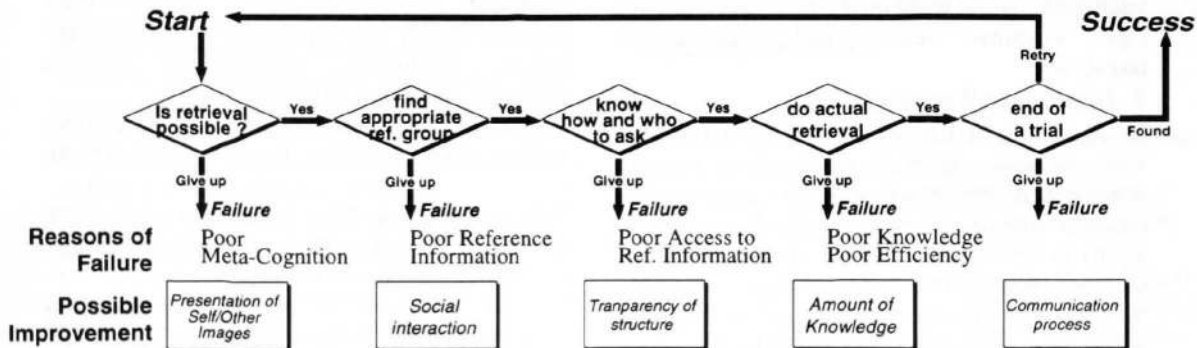 Start
Success
Retry
Is retrieval
possible ?
Yes
find
appropriate
ref. group
Yes
know
how and who
to ask
Yes
do actual
retrieval
Yes
end of
a trial
Found
Give up
Give up
Give up
Give up
Give up
Failure
Failure
Failure
Failure
Failure
Reasons of
Failure
Poor
Meta-Cognition
Poor Reference
Information
Poor Access to
Ref. Information
Poor Knowledge
Poor Efficiency
Possible
Improvement
Presentation of
Self/Other
Images
Social
interaction
Tranparency of
structure
Amount of
Knowledge
Communication
process